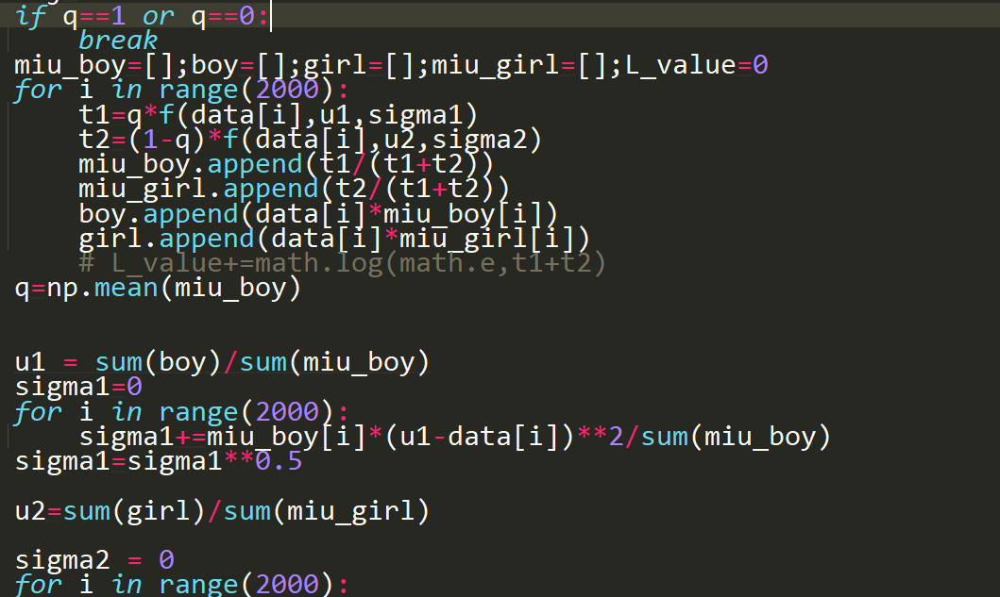 if q==1 or q==0:
    break
miu_boy=[];boy=[];girl=[];miu_girl=[];L_value=0
for i in range(2000):
    t1=q*f(data[i],u1,sigma1)
    t2=(1-q)*f(data[i],u2,sigma2)
    miu_boy.append(t1/(t1+t2))
    miu_girl.append(t2/(t1+t2))
    boy.append(data[i]*miu_boy[i])
    girl.append(data[i]*miu_girl[i])
    # L_value+=math.log(math.e,t1+t2)
q=np.mean(miu_boy)
u1 = sum(boy)/sum(miu_boy)
sigma1=0
for i in range(2000):
    sigma1+=miu_boy[i]*(u1-data[i])**2/sum(miu_boy)
sigma1=sigma1**0.5
u2=sum(girl)/sum(miu_girl)
sigma2 = 0
for i in range(2000):